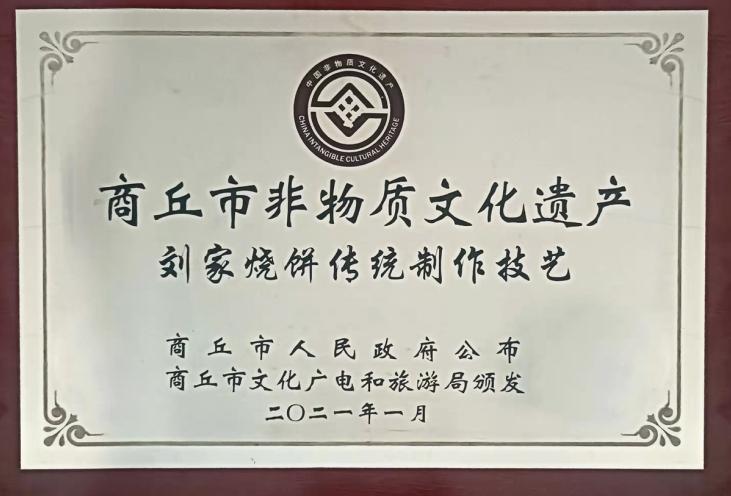 中国非物质文化遗产
CHINA INTANGIBLE CULTURAL HERITAGE
商丘市非物质文化遗产
刘家烧饼传统制作技艺
商丘市人民政府公布
商丘市文化广电和旅游局颁发
二〇二一年一月